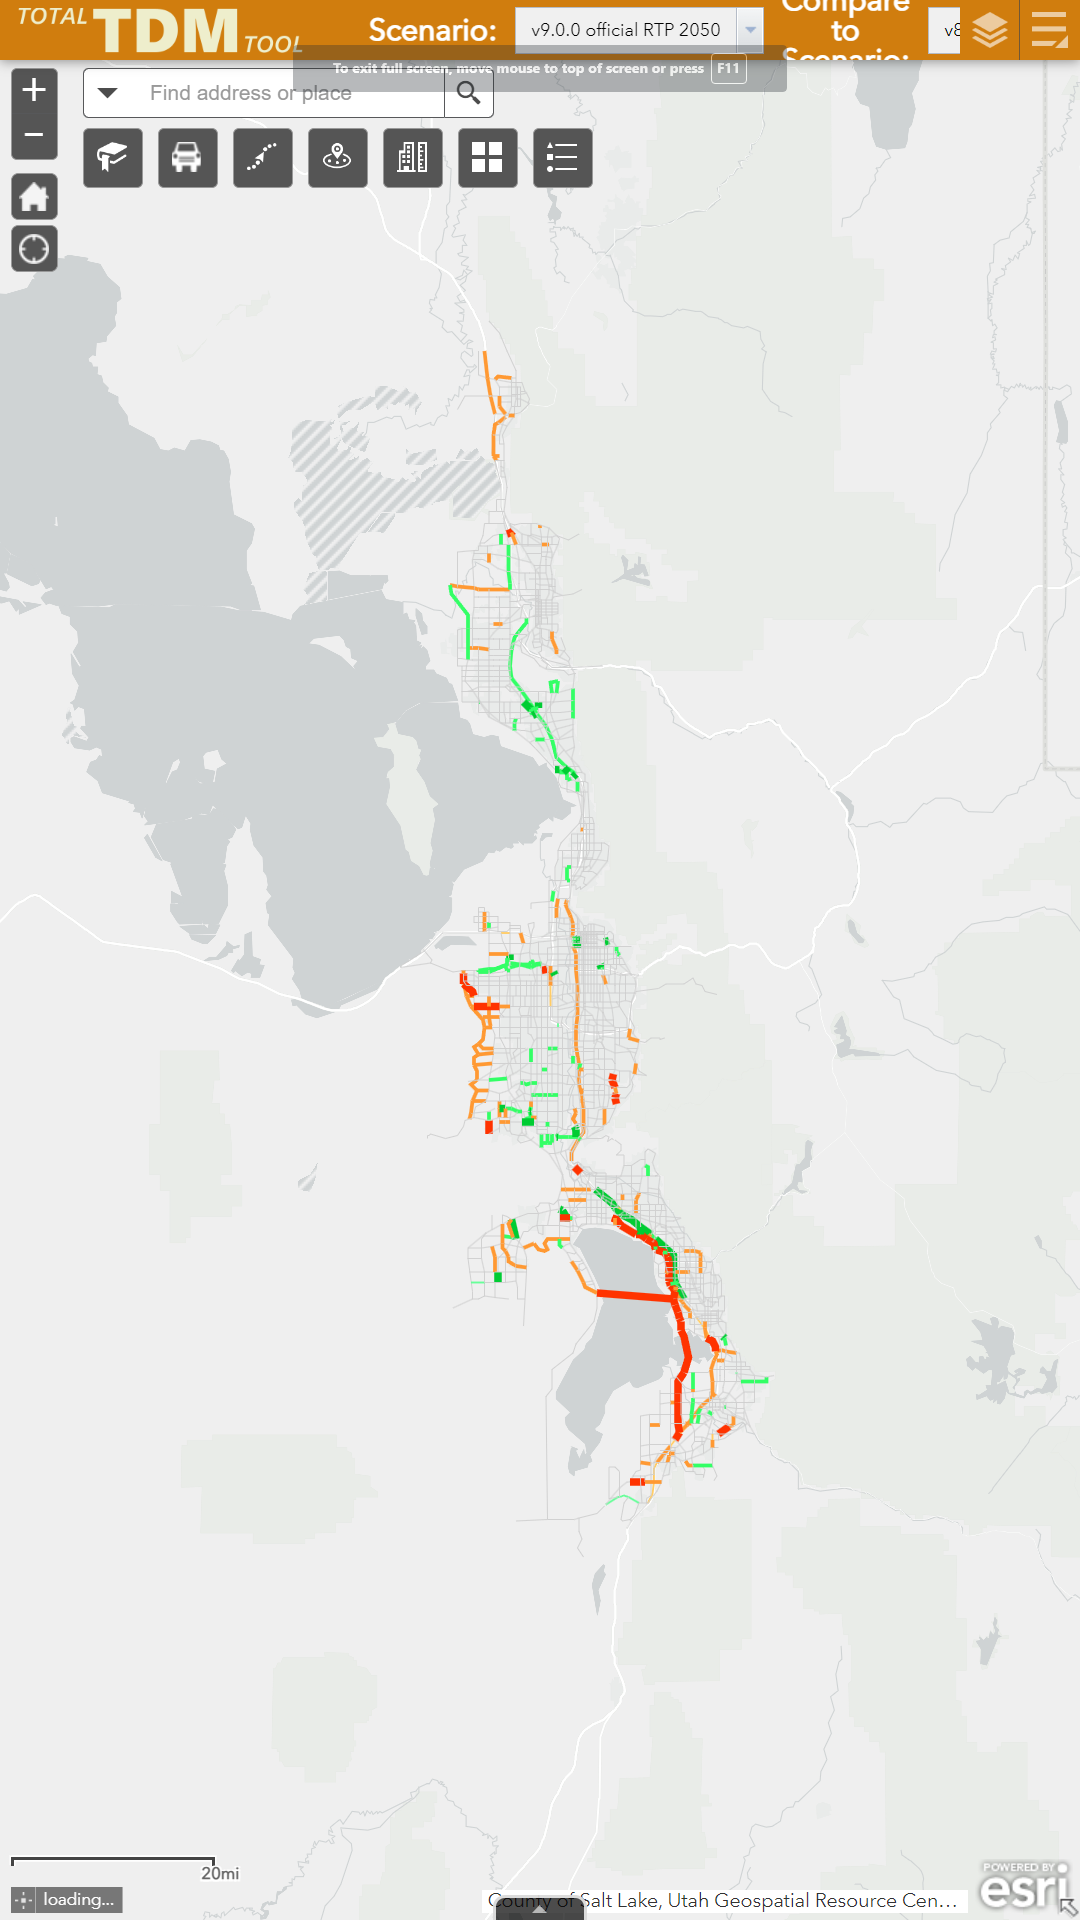 TOTAL TDM TOOL
Scenario:
v9.0.0 official RTP 2050
Compare to Scenario:
v8
To exit full screen, move mouse to top of screen or press F11
Find address or place
20mi
loading...
County of Salt Lake, Utah Geospatial Resource Cen...
POWERED BY
esri